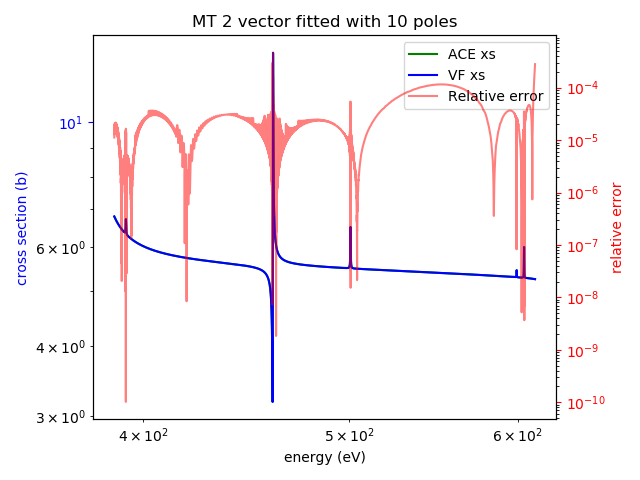 MT 2 vector fitted with 10 poles
ACE xs
VF xs
Relative error
10¹
6 × 10⁰
4 × 10⁰
3 × 10⁰
cross section (b)
10⁻⁴
10⁻⁵
10⁻⁶
10⁻⁷
10⁻⁸
10⁻⁹
10⁻¹⁰
relative error
4 × 10² 5 × 10² 6 × 10²
energy (eV)